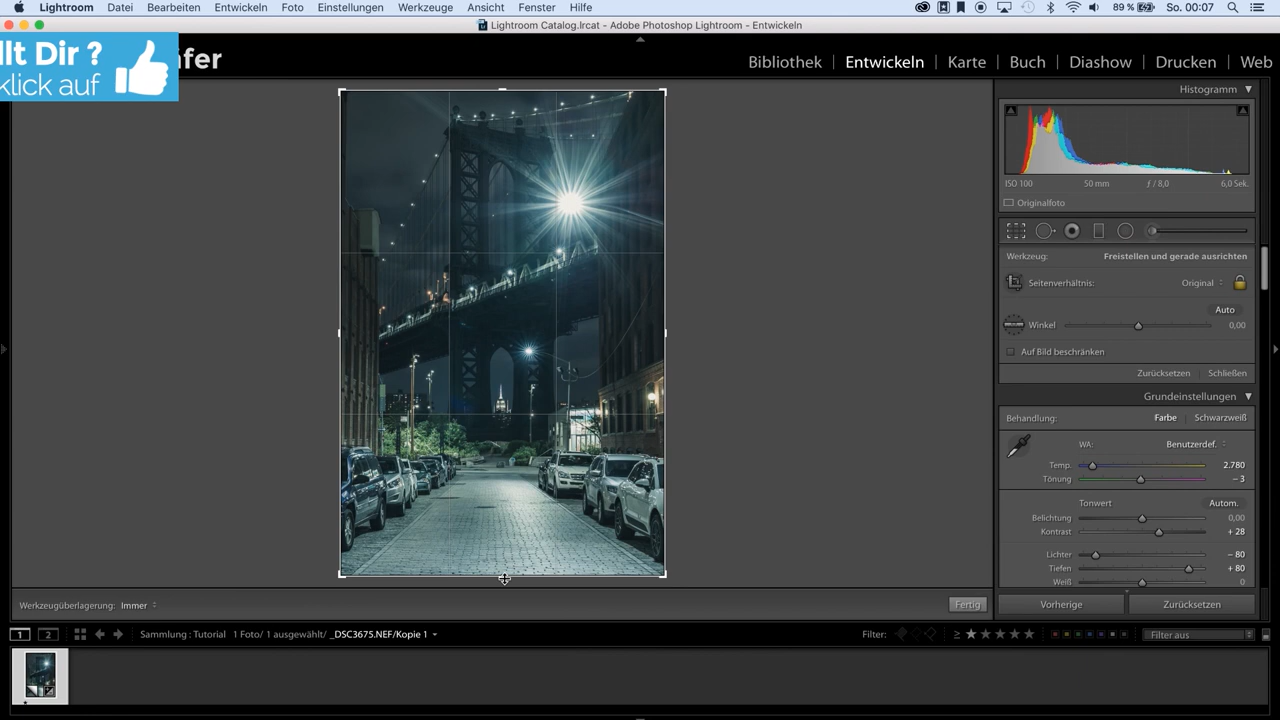 Lightroom Datei Bearbeiten Entwickeln Foto Einstellungen Werkzeuge Ansicht Fenster Hilfe 89 % So. 00:07
Lightroom Catalog.lrcat - Adobe Photoshop Lightroom - Entwickeln
llt Dir ?
klick auf
äfer
Bibliothek | Entwickeln | Karte | Buch | Diashow | Drucken | Web
Histogramm
ISO 100 50 mm ƒ / 8,0 6,0 Sek.
Originalfoto
Werkzeug: Freistellen und gerade ausrichten
Seitenverhältnis: Original
Auto
Winkel 0,00
Auf Bild beschränken
Zurücksetzen Schließen
Grundeinstellungen
Behandlung: Farbe | Schwarzweiß
WA: Benutzerdef.
Temp. 2.780
Tönung – 3
Tonwert Autom.
Belichtung 0,00
Kontrast + 28
Lichter – 80
Tiefen + 80
Weiß 0
Werkzeugüberlagerung: Immer Fertig
Vorherige Zurücksetzen
1 2 Sammlung : Tutorial 1 Foto/ 1 ausgewählt/ _DSC3675.NEF/Kopie 1 Filter: ≥ Filter aus